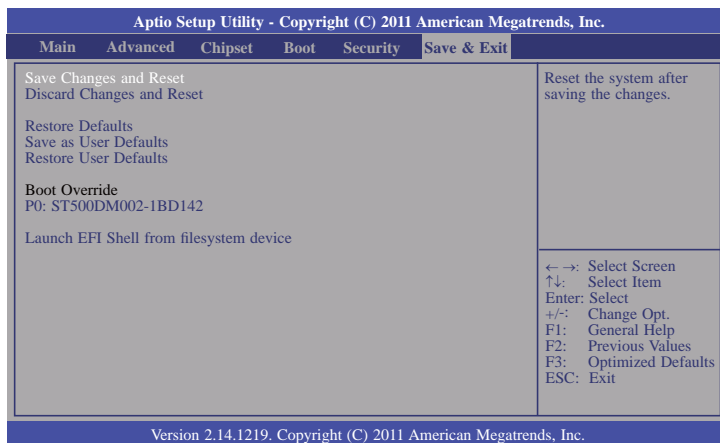 Aptio Setup Utility - Copyright (C) 2011 American Megatrends, Inc.
Main Advanced Chipset Boot Security Save & Exit
Save Changes and Reset
Discard Changes and Reset
Restore Defaults
Save as User Defaults
Restore User Defaults
Boot Override
P0: ST500DM002-1BD142
Launch EFI Shell from filesystem device
Reset the system after
saving the changes.
←→: Select Screen
↑↓: Select Item
Enter: Select
+/-: Change Opt.
F1: General Help
F2: Previous Values
F3: Optimized Defaults
ESC: Exit
Version 2.14.1219. Copyright (C) 2011 American Megatrends, Inc.